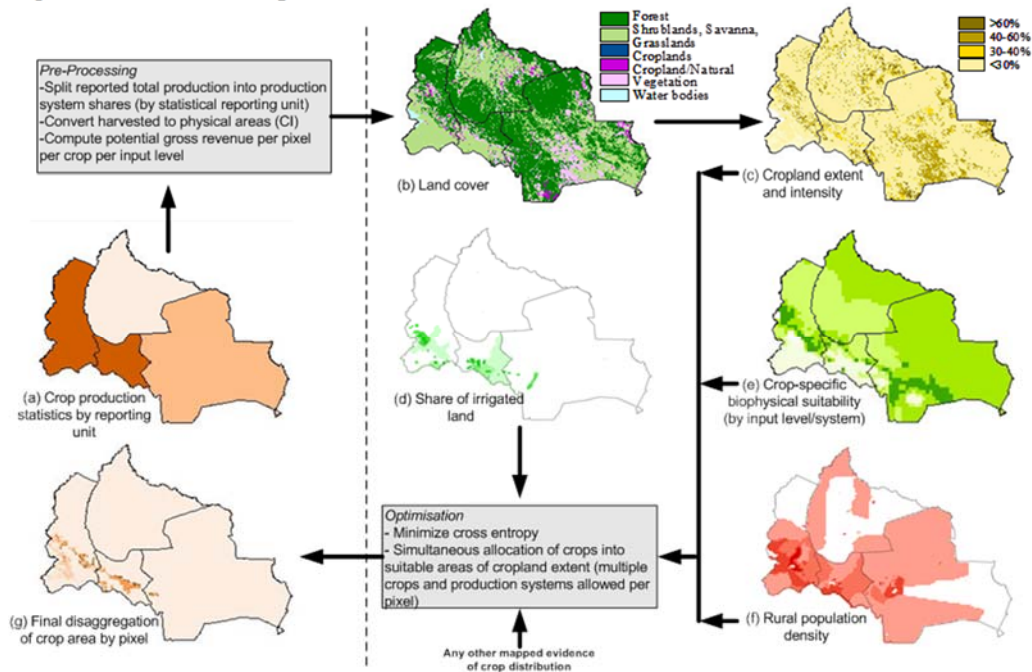 Pre-Processing
-Split reported total production into production
system shares (by statistical reporting unit)
-Convert harvested to physical areas (CI)
-Compute potential gross revenue per pixel
per crop per input level
Forest
Shrublands, Savanna,
Grasslands
Croplands
Cropland/Natural
Vegetation
Water bodies
(b) Land cover
>60%
40-60%
30-40%
<30%
(c) Cropland extent
and intensity
(a) Crop production
statistics by reporting
unit
(d) Share of irrigated
land
(e) Crop-specific
biophysical suitability
(by input level/system)
Optimisation
- Minimize cross entropy
- Simultaneous allocation of crops into
suitable areas of cropland extent (multiple
crops and production systems allowed per
pixel)
(g) Final disaggregation
of crop area by pixel
(f) Rural population
density
Any other mapped evidence
of crop distribution